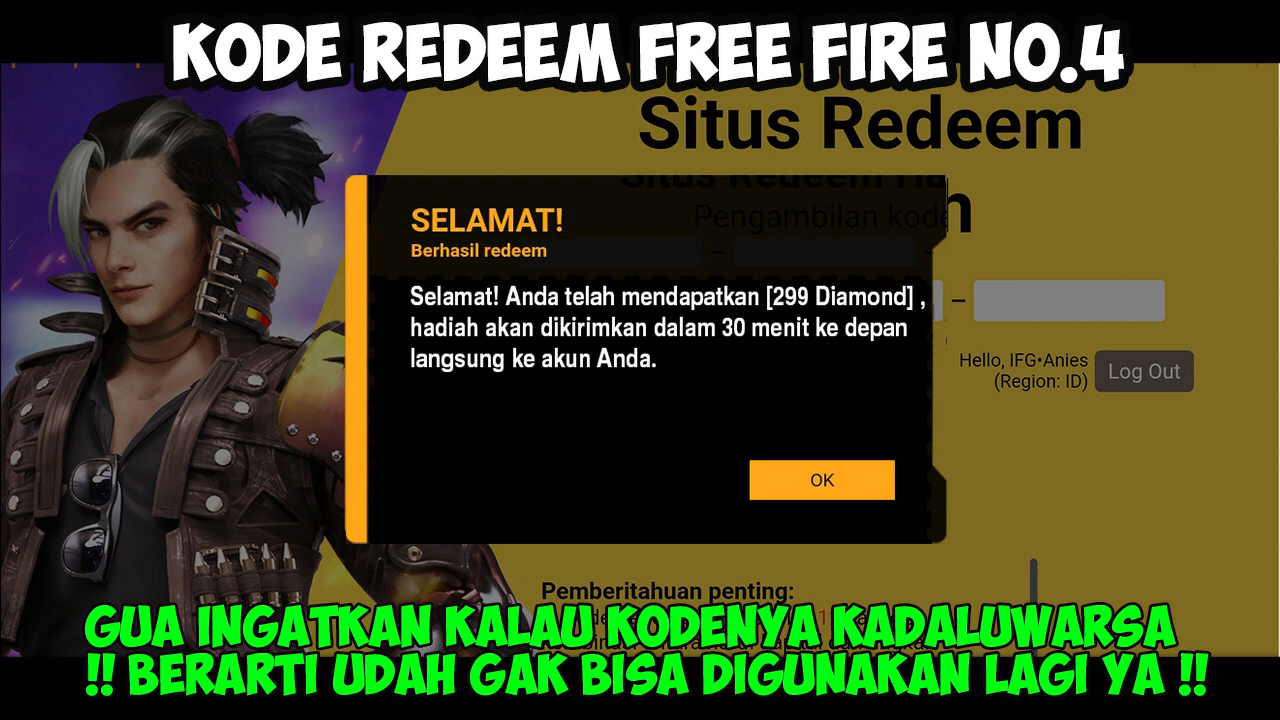 KODE REDEEM FREE FIRE NO.4
Situs Redeem
Pengambilan kode
SELAMAT!
Berhasil redeem
Selamat! Anda telah mendapatkan [299 Diamond] ,
hadiah akan dikirimkan dalam 30 menit ke depan
langsung ke akun Anda.
Hello, IFG•Anies
(Region: ID)
Log Out
OK
Pemberitahuan penting:
GUA INGATKAN KALAU KODENYA KADALUWARSA
!! BERARTI UDAH GAK BISA DIGUNAKAN LAGI YA !!